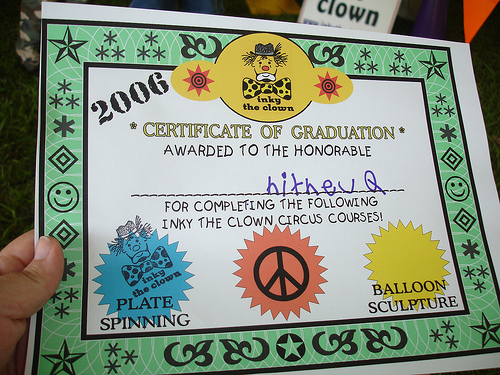 clown
2006
inky
the clown
* CERTIFICATE OF GRADUATION *
AWARDED TO THE HONORABLE
FOR COMPLETING THE FOLLOWING
INKY THE CLOWN CIRCUS COURSES!
inky
the clown
PLATE
SPINNING
BALLOON
SCULPTURE